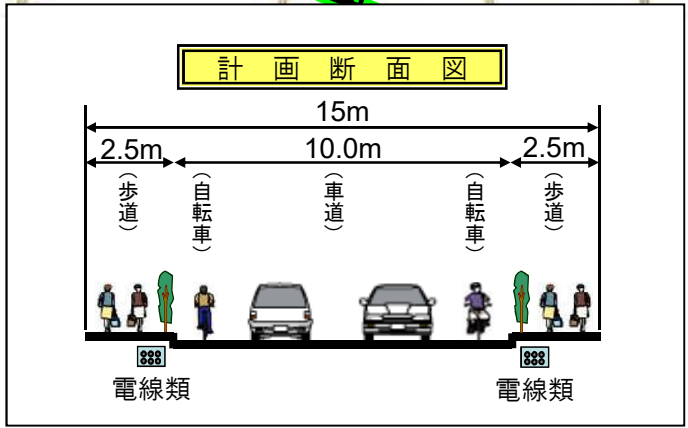 計画断面図
15m
2.5m 10.0m 2.5m
(歩道) (自転車) (車道) (自転車) (歩道)
電線類 電線類